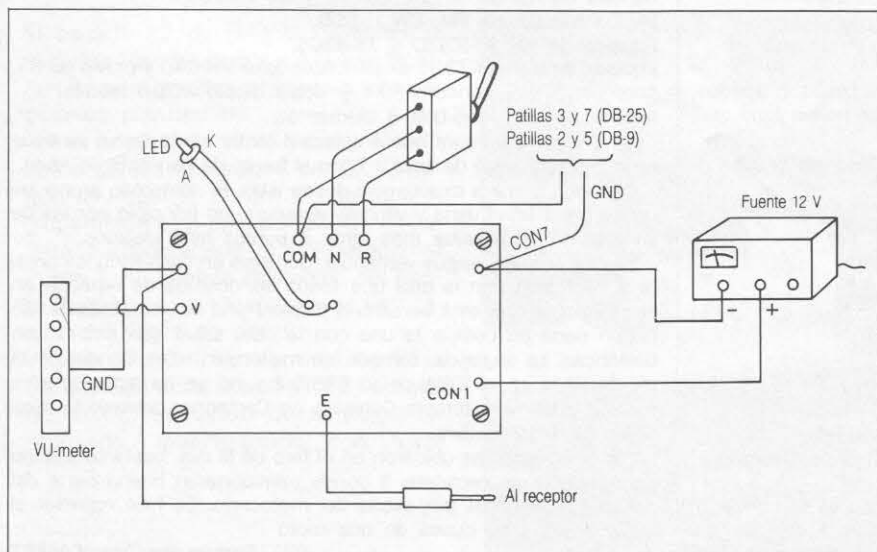 Patillas 3 y 7 (DB-25)
Patillas 2 y 5 (DB-9)
LED
K
A
GND
Fuente 12 V
COM N R
CON7
V
-
+
GND
CON1
E
VU-meter
Al receptor